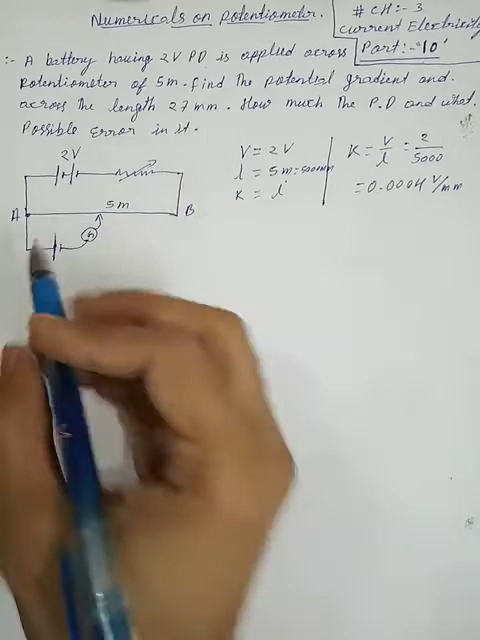 Numericals on Potentiometer.
# CH:- 3
Current Electricity
Part:- "10"
:- A battery having 2V PD is applied across
Potentiometer of 5m. find the potential gradient and.
across the length 27mm. How much the P.D and what.
Possible Error in it.
2V
5m
A
B
G
V = 2V
l = 5m = 5000mm
K = i
K = V/l = 2/5000
= 0.0004 V/mm